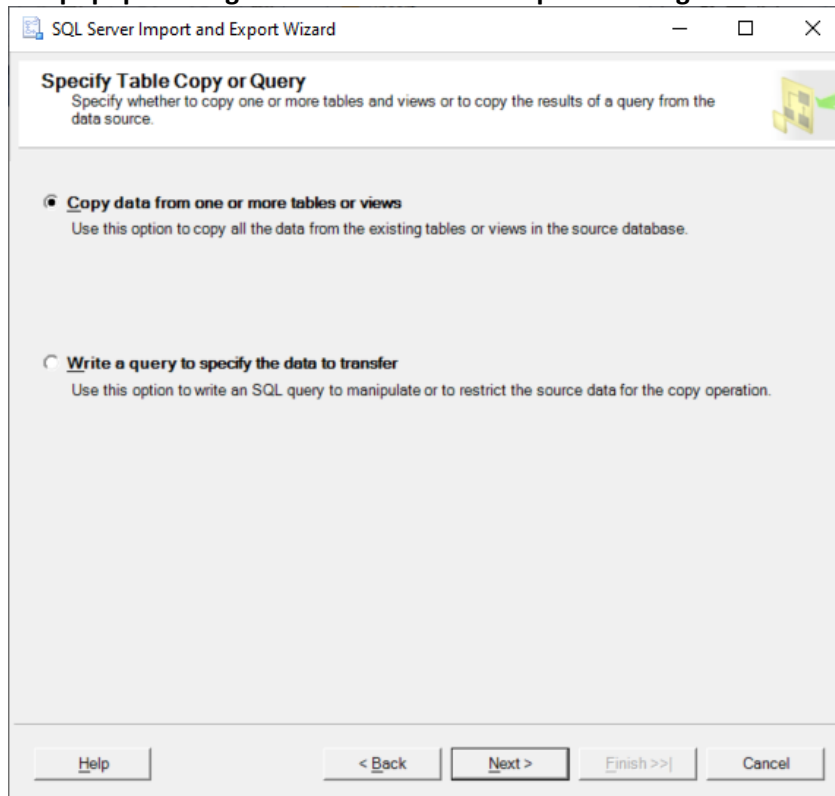 SQL Server Import and Export Wizard
Specify Table Copy or Query
Specify whether to copy one or more tables and views or to copy the results of a query from the
data source.
Copy data from one or more tables or views
Use this option to copy all the data from the existing tables or views in the source database.
Write a query to specify the data to transfer
Use this option to write an SQL query to manipulate or to restrict the source data for the copy operation.
Help
< Back
Next >
Finish >>|
Cancel